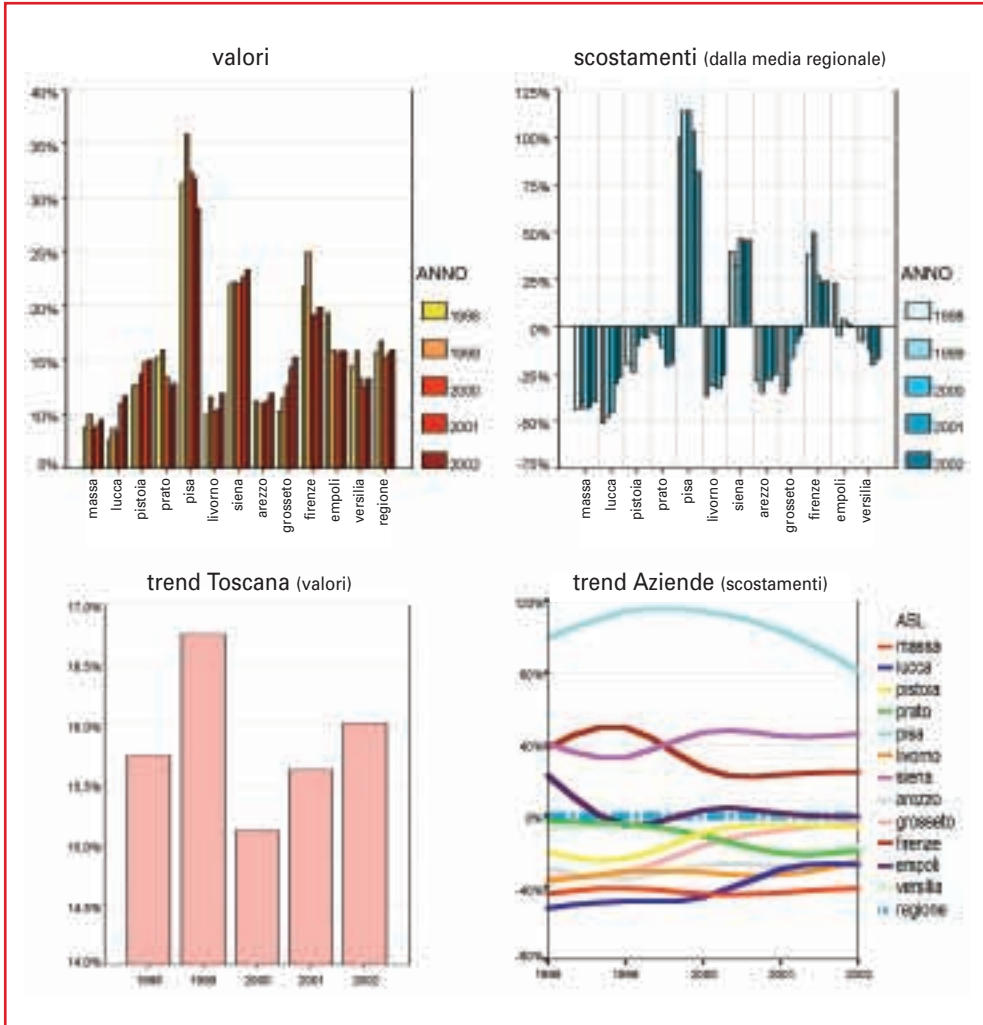 valori
40%
35%
30%
25%
20%
15%
10%
5%
massa
lucca
pistoia
prato
pisa
livorno
siena
arezzo
grosseto
firenze
empoli
versilia
regione
ANNO
1998
1999
2000
2001
2002
scostamenti (dalla media regionale)
125%
100%
75%
50%
25%
0%
-25%
-50%
-75%
massa
lucca
pistoia
prato
pisa
livorno
siena
arezzo
grosseto
firenze
empoli
versilia
ANNO
1998
1999
2000
2001
2002
trend Toscana (valori)
17.0%
16.5%
16.0%
15.5%
15.0%
14.5%
14.0%
1998
1999
2000
2001
2002
trend Aziende (scostamenti)
120%
40%
0%
-40%
1998
1999
2000
2001
2002
ASL
massa
lucca
pistoia
prato
pisa
livorno
siena
arezzo
grosseto
firenze
empoli
versilia
regione